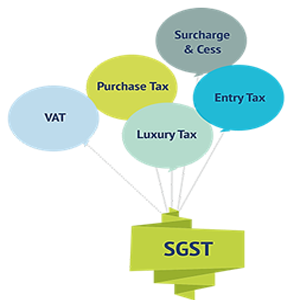 Surcharge
& Cess
Purchase Tax
Entry Tax
VAT
Luxury Tax
SGST